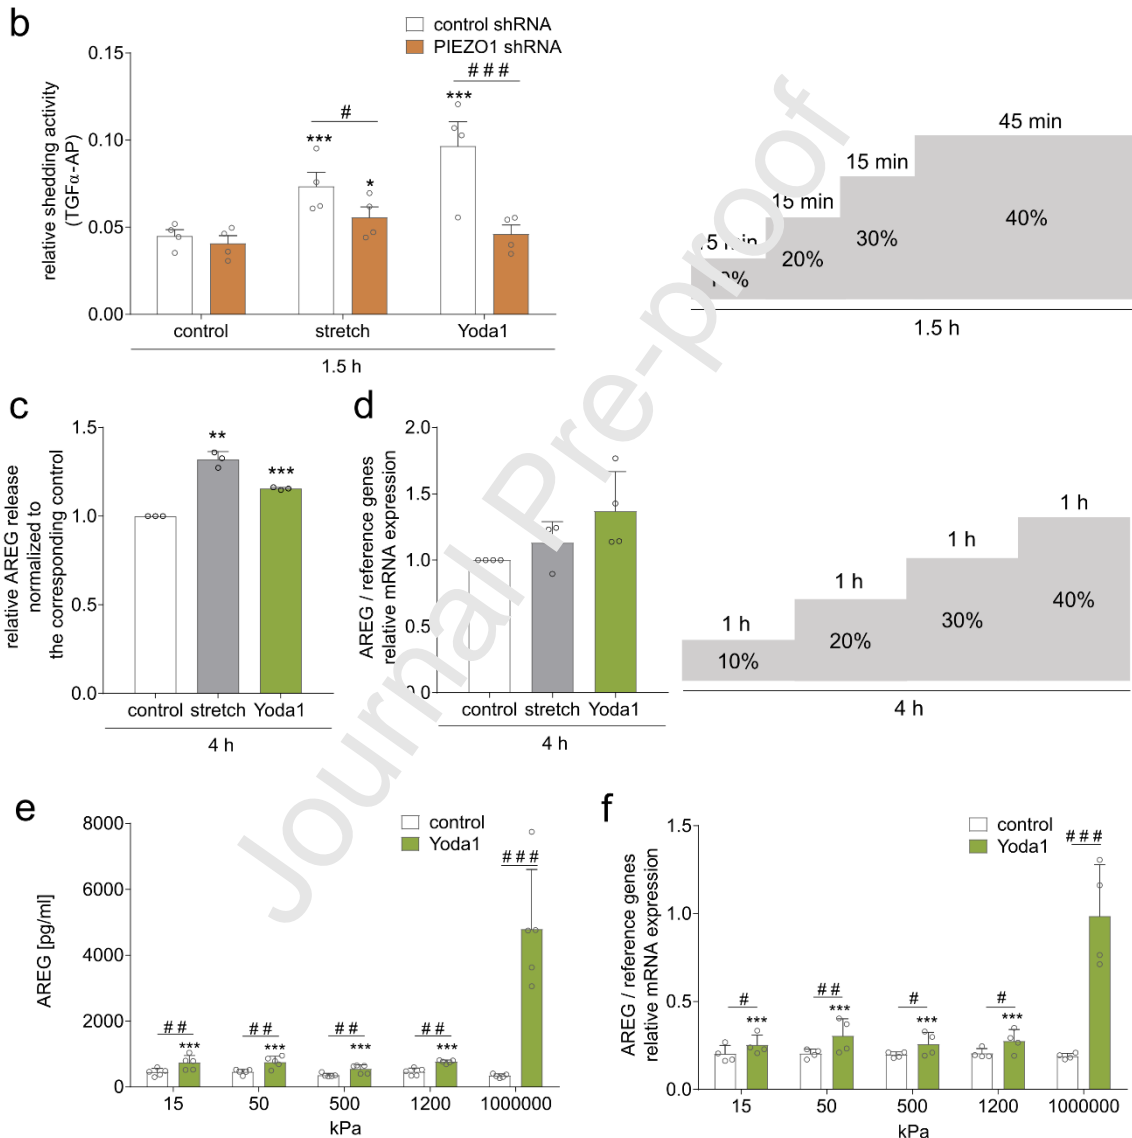 b
control shRNA
PIEZO1 shRNA
relative shedding activity
(TGFα-AP)
0.15
0.10
0.05
0.00
***
#
*
***
# # #
control
stretch
Yoda1
1.5 h
15 min
15 min
15 min
45 min
10%
20%
30%
40%
1.5 h
c
relative AREG release
normalized to
the corresponding control
1.5
1.0
0.5
0.0
**
***
control stretch Yoda1
4 h
d
AREG / reference genes
relative mRNA expression
2.0
1.5
1.0
0.5
0.0
control stretch Yoda1
4 h
1 h
1 h
1 h
1 h
10%
20%
30%
40%
4 h
e
control
Yoda1
AREG [pg/ml]
8000
6000
4000
2000
0
# #
***
# #
***
# #
***
# #
***
# # #
15 50 500 1200 1000000
kPa
f
control
Yoda1
AREG / reference genes
relative mRNA expression
1.5
1.0
0.5
0.0
#
***
# #
***
#
***
#
***
# # #
15 50 500 1200 1000000
kPa
Journal Pre-proof